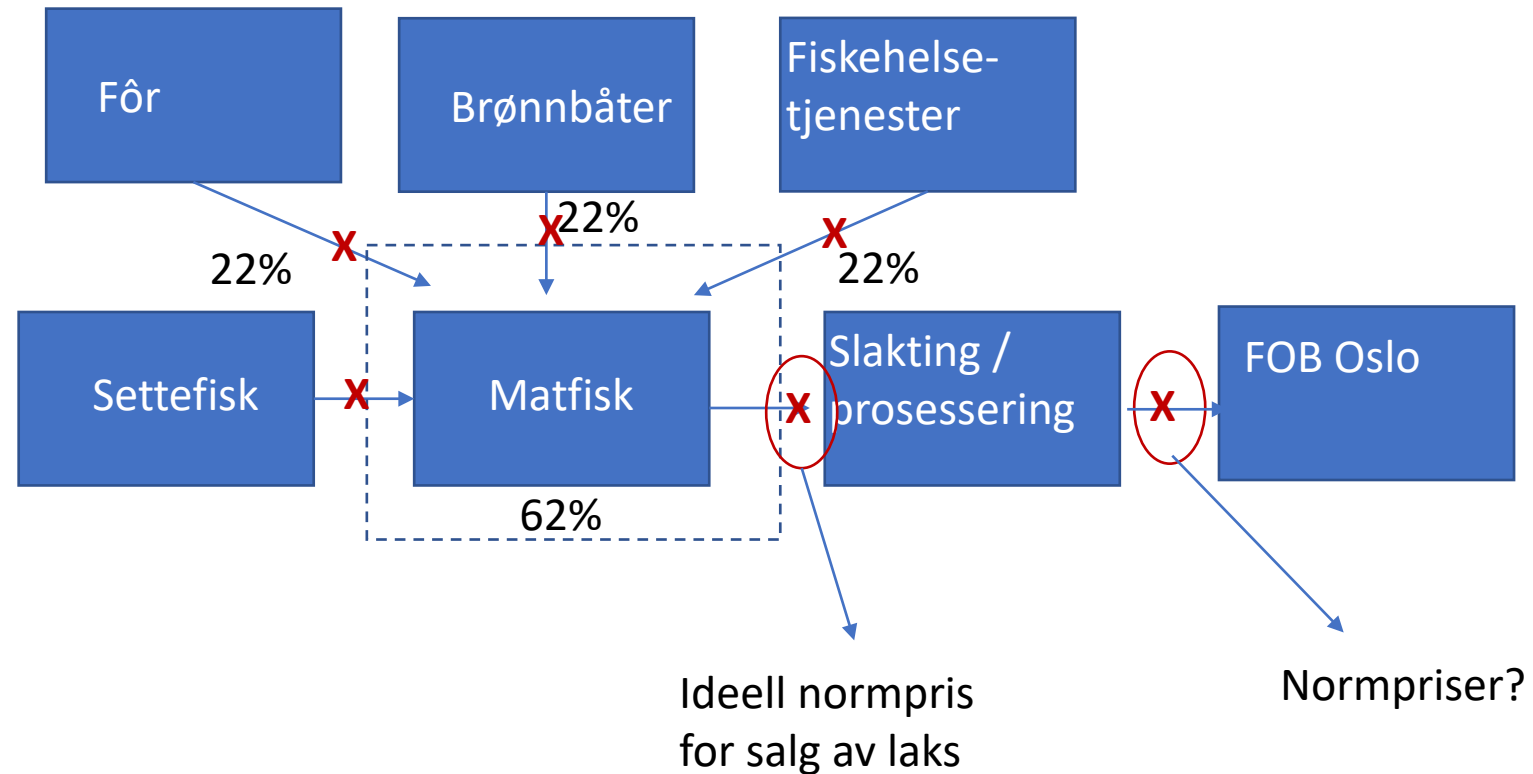 Fôr
Brønnbåter
Fiskehelse-
tjenester
X
X
22%
X
22%
22%
Settefisk
X
Matfisk
X
Slakting /
prosessering
X
FOB Oslo
62%
Ideell normpris
for salg av laks
Normpriser?